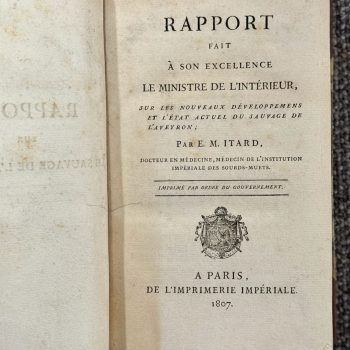 RAPPORT
FAIT
À SON EXCELLENCE
LE MINISTRE DE L'INTÉRIEUR,
SUR LES NOUVEAUX DÉVELOPPEMENS
ET L'ÉTAT ACTUEL DU SAUVAGE DE
L'AVEYRON;
PAR E. M. ITARD,
DOCTEUR EN MÉDECINE, MÉDECIN DE L'INSTITUTION
IMPÉRIALE DES SOURDS-MUETS.
IMPRIMÉ PAR ORDRE DU GOUVERNEMENT.
A PARIS,
DE L'IMPRIMERIE IMPÉRIALE.
1807.